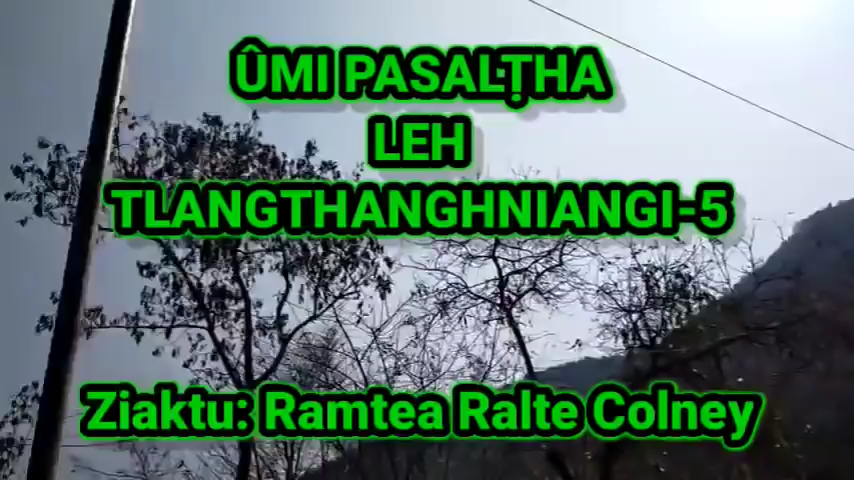 ÛMI PASALṬHA
LEH
TLANGTHANGHNIANGI-5
Ziaktu: Ramtea Ralte Colney